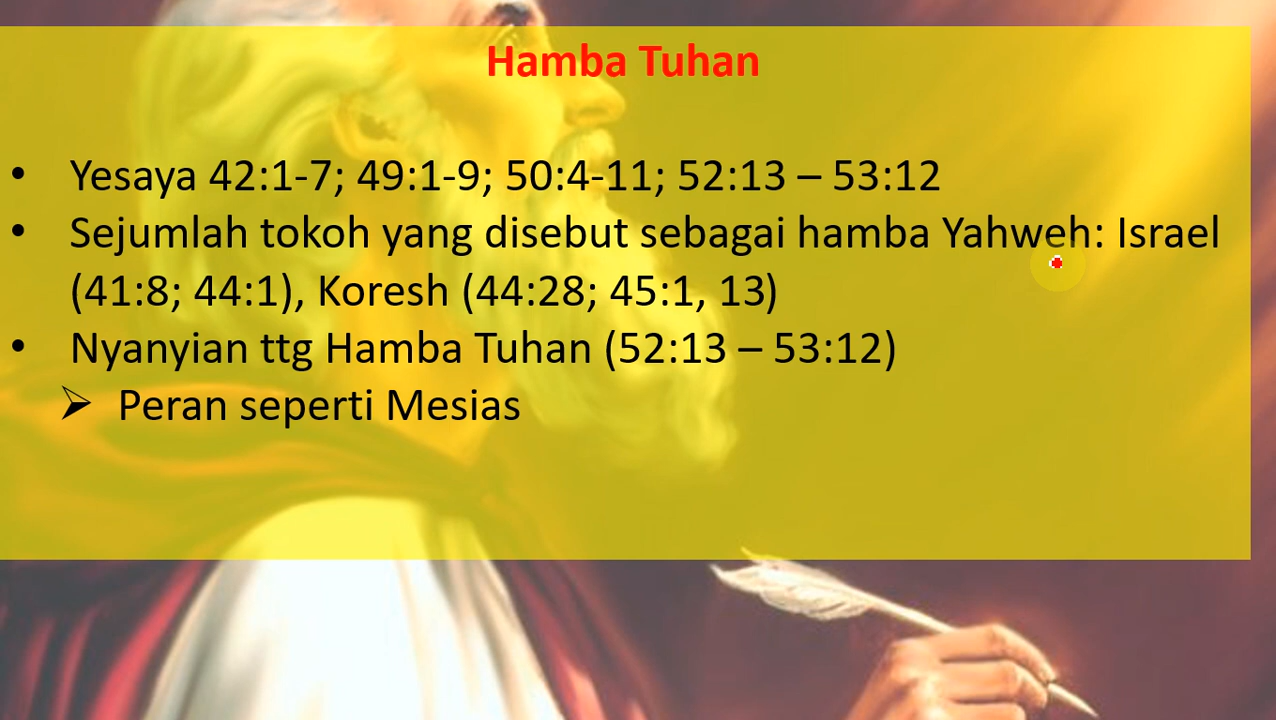 Hamba Tuhan
• Yesaya 42:1-7; 49:1-9; 50:4-11; 52:13 – 53:12
• Sejumlah tokoh yang disebut sebagai hamba Yahweh: Israel
(41:8; 44:1), Koresh (44:28; 45:1, 13)
• Nyanyian ttg Hamba Tuhan (52:13 – 53:12)
➢ Peran seperti Mesias